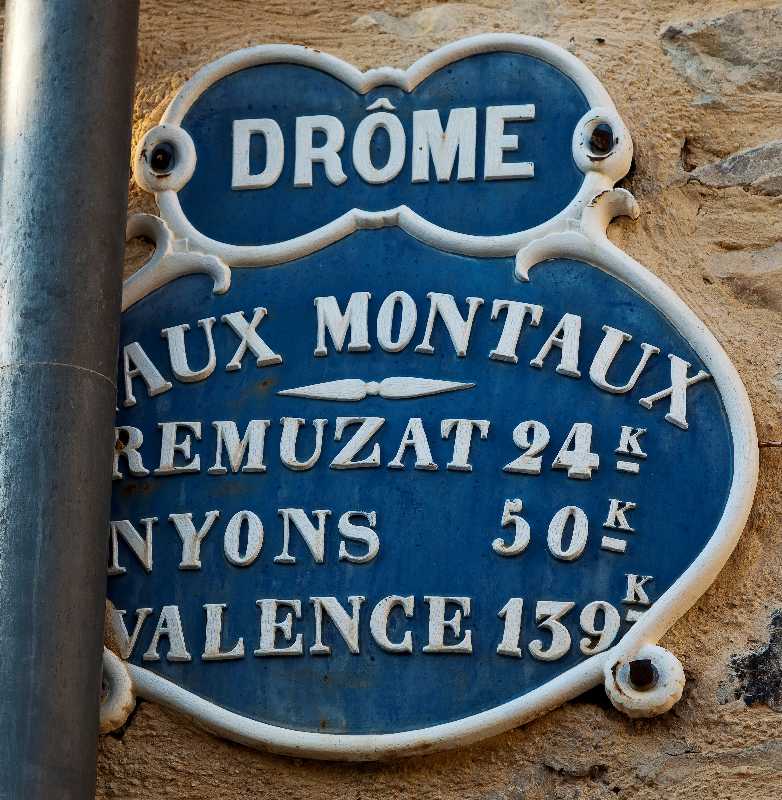 DRÔME
AUX MONTAUX
REMUZAT 24 K
NYONS 50 K
VALENCE 139 K